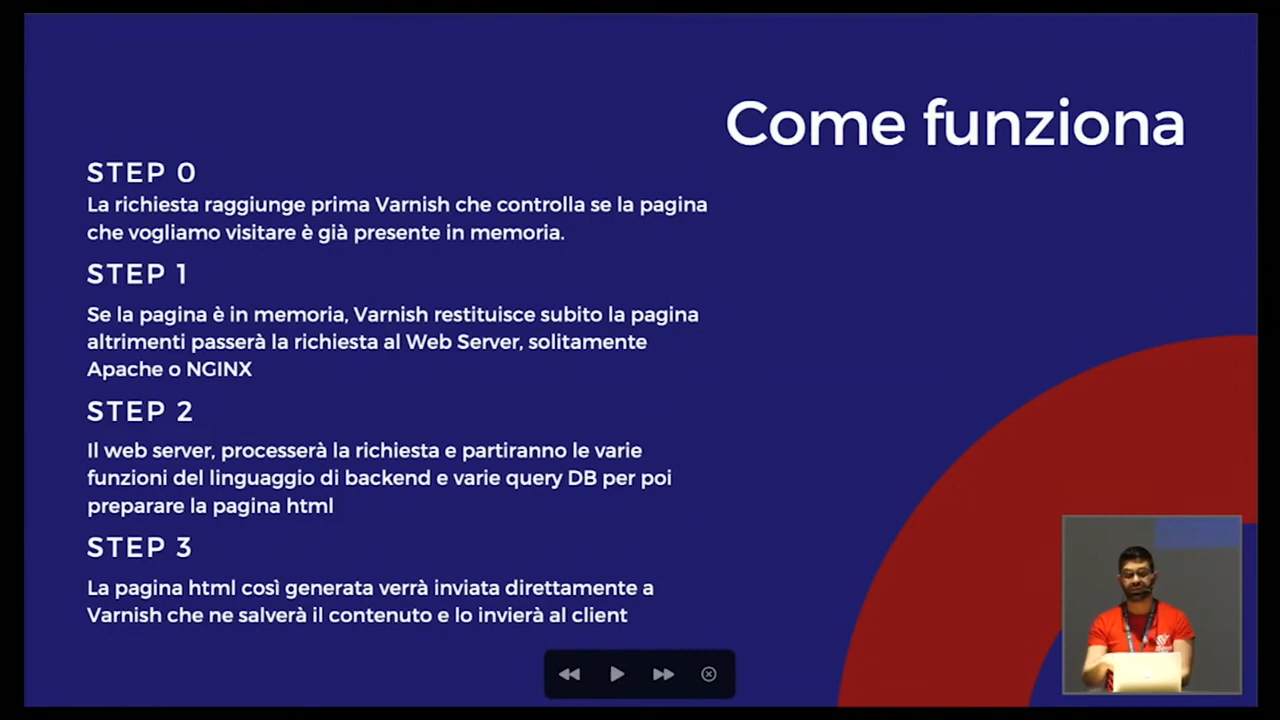 Come funziona
STEP 0
La richiesta raggiunge prima Varnish che controlla se la pagina
che vogliamo visitare è già presente in memoria.
STEP 1
Se la pagina è in memoria, Varnish restituisce subito la pagina
altrimenti passerà la richiesta al Web Server, solitamente
Apache o NGINX
STEP 2
Il web server, processerà la richiesta e partiranno le varie
funzioni del linguaggio di backend e varie query DB per poi
preparare la pagina html
STEP 3
La pagina html così generata verrà inviata direttamente a
Varnish che ne salverà il contenuto e lo invierà al client